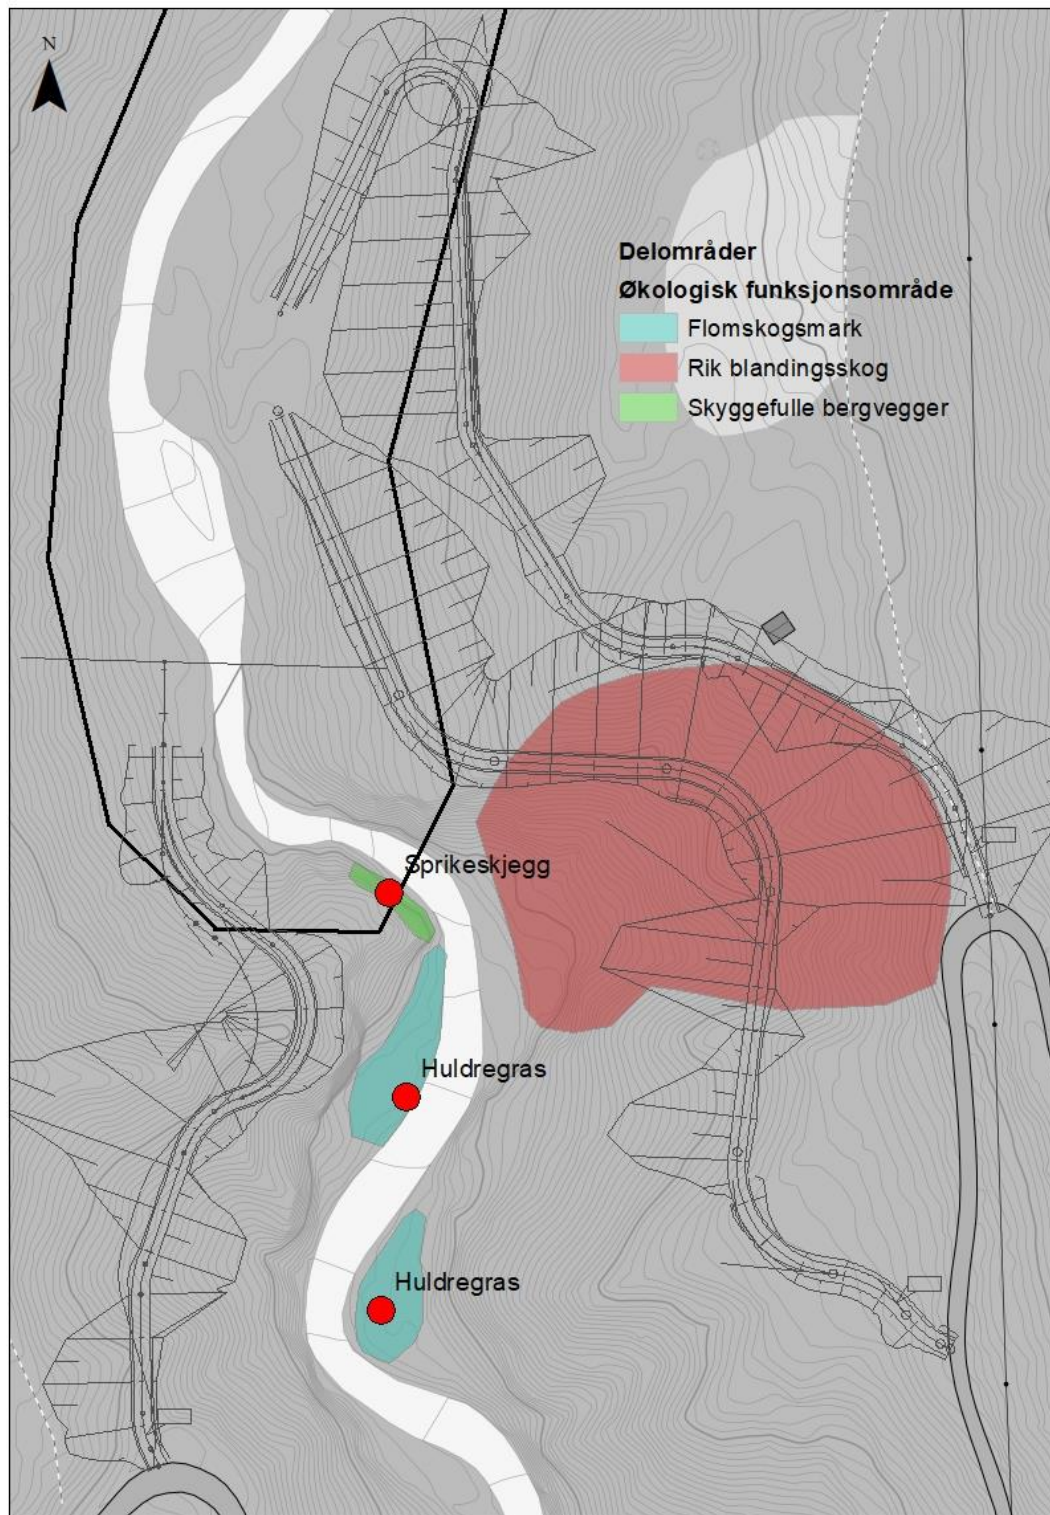 N
Delområder
Økologisk funksjonsområde
Flomskogsmark
Rik blandingsskog
Skyggefulle bergvegger
Sprikeskjegg
Huldregras
Huldregras